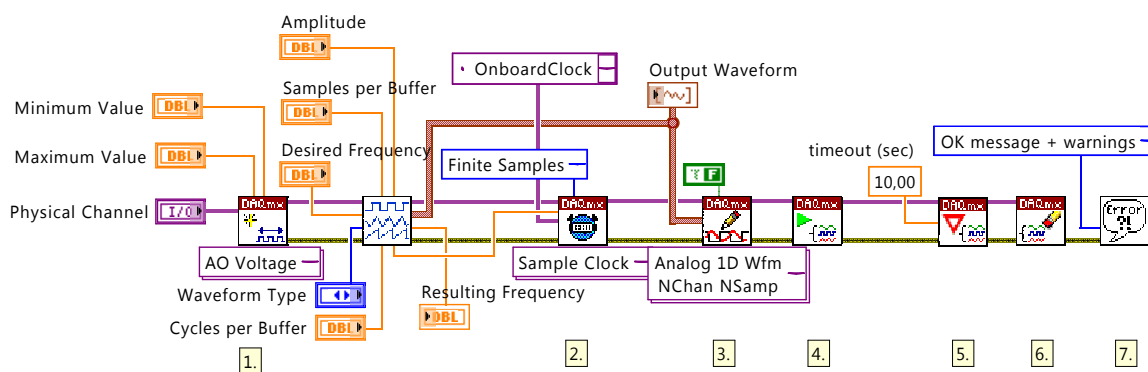 Amplitude
DBL
OnboardClock
Output Waveform
Samples per Buffer
DBL
Minimum Value
DBL
Desired Frequency
DBL
Maximum Value
DBL
Finite Samples
F
timeout (sec)
10,00
OK message + warnings
Physical Channel
I/O
DAQmx
DAQmx
DAQmx
DAQmx
DAQmx
DAQmx
Error
?!
AO Voltage
Sample Clock
Analog 1D Wfm
NChan NSamp
Waveform Type
Resulting Frequency
DBL
Cycles per Buffer
DBL
1.
2.
3.
4.
5.
6.
7.